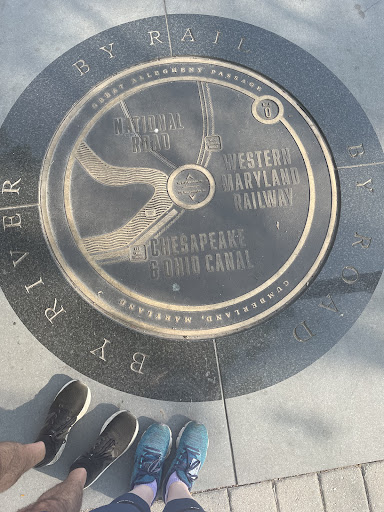 BY RAIL
BY ROAD
BY RIVER
GREAT ALLEGHENY PASSAGE
NATIONAL
ROAD
WESTERN
MARYLAND
RAILWAY
CHESAPEAKE
& OHIO CANAL
CUMBERLAND, MARYLAND